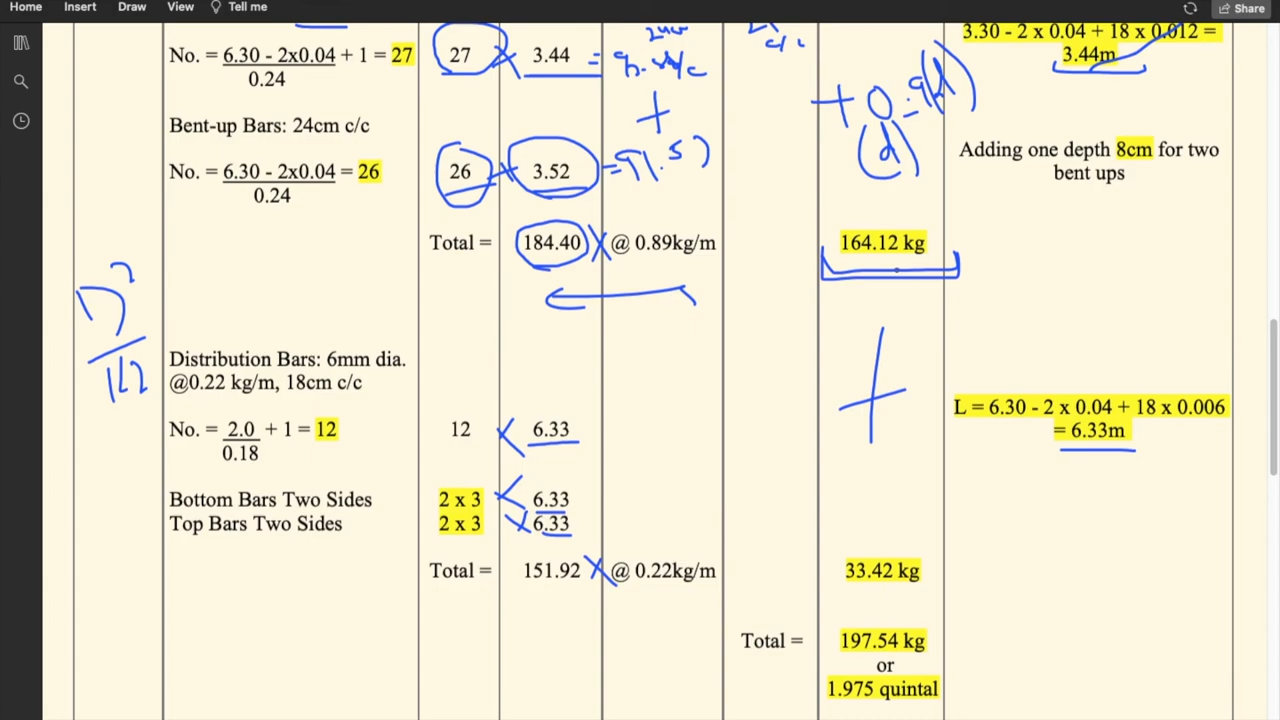 Home Insert Draw View Tell me Share
3.30 - 2 x 0.04 + 18 x 0.012 =
3.44m
No. = 6.30 - 2x0.04 + 1 = 27
0.24
27 x 3.44 =
+
+ 0.9(d)
(d)
Bent-up Bars: 24cm c/c
Adding one depth 8cm for two
bent ups
No. = 6.30 - 2x0.04 = 26
0.24
26 x 3.52 = 91.52
Total = 184.40 x @ 0.89kg/m 164.12 kg
D²
162
+
Distribution Bars: 6mm dia.
@0.22 kg/m, 18cm c/c
L = 6.30 - 2 x 0.04 + 18 x 0.006
= 6.33m
No. = 2.0 + 1 = 12
0.18
12 x 6.33
Bottom Bars Two Sides 2 x 3 x 6.33
Top Bars Two Sides 2 x 3 x 6.33
Total = 151.92 x @ 0.22kg/m 33.42 kg
Total = 197.54 kg
or
1.975 quintal